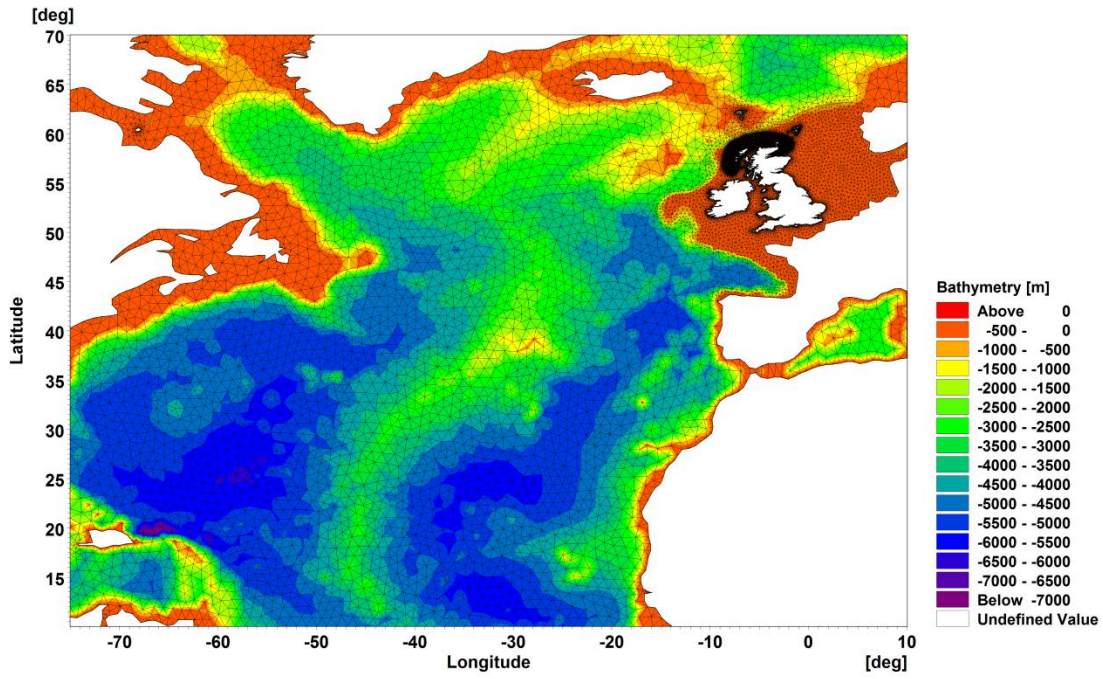 [deg]
70
65
60
55
50
45
40
35
30
25
20
15
Latitude
-70 -60 -50 -40 -30 -20 -10 0 10
Longitude [deg]
Bathymetry [m]
Above 0
-500 - 0
-1000 - -500
-1500 - -1000
-2000 - -1500
-2500 - -2000
-3000 - -2500
-3500 - -3000
-4000 - -3500
-4500 - -4000
-5000 - -4500
-5500 - -5000
-6000 - -5500
-6500 - -6000
-7000 - -6500
Below -7000
Undefined Value